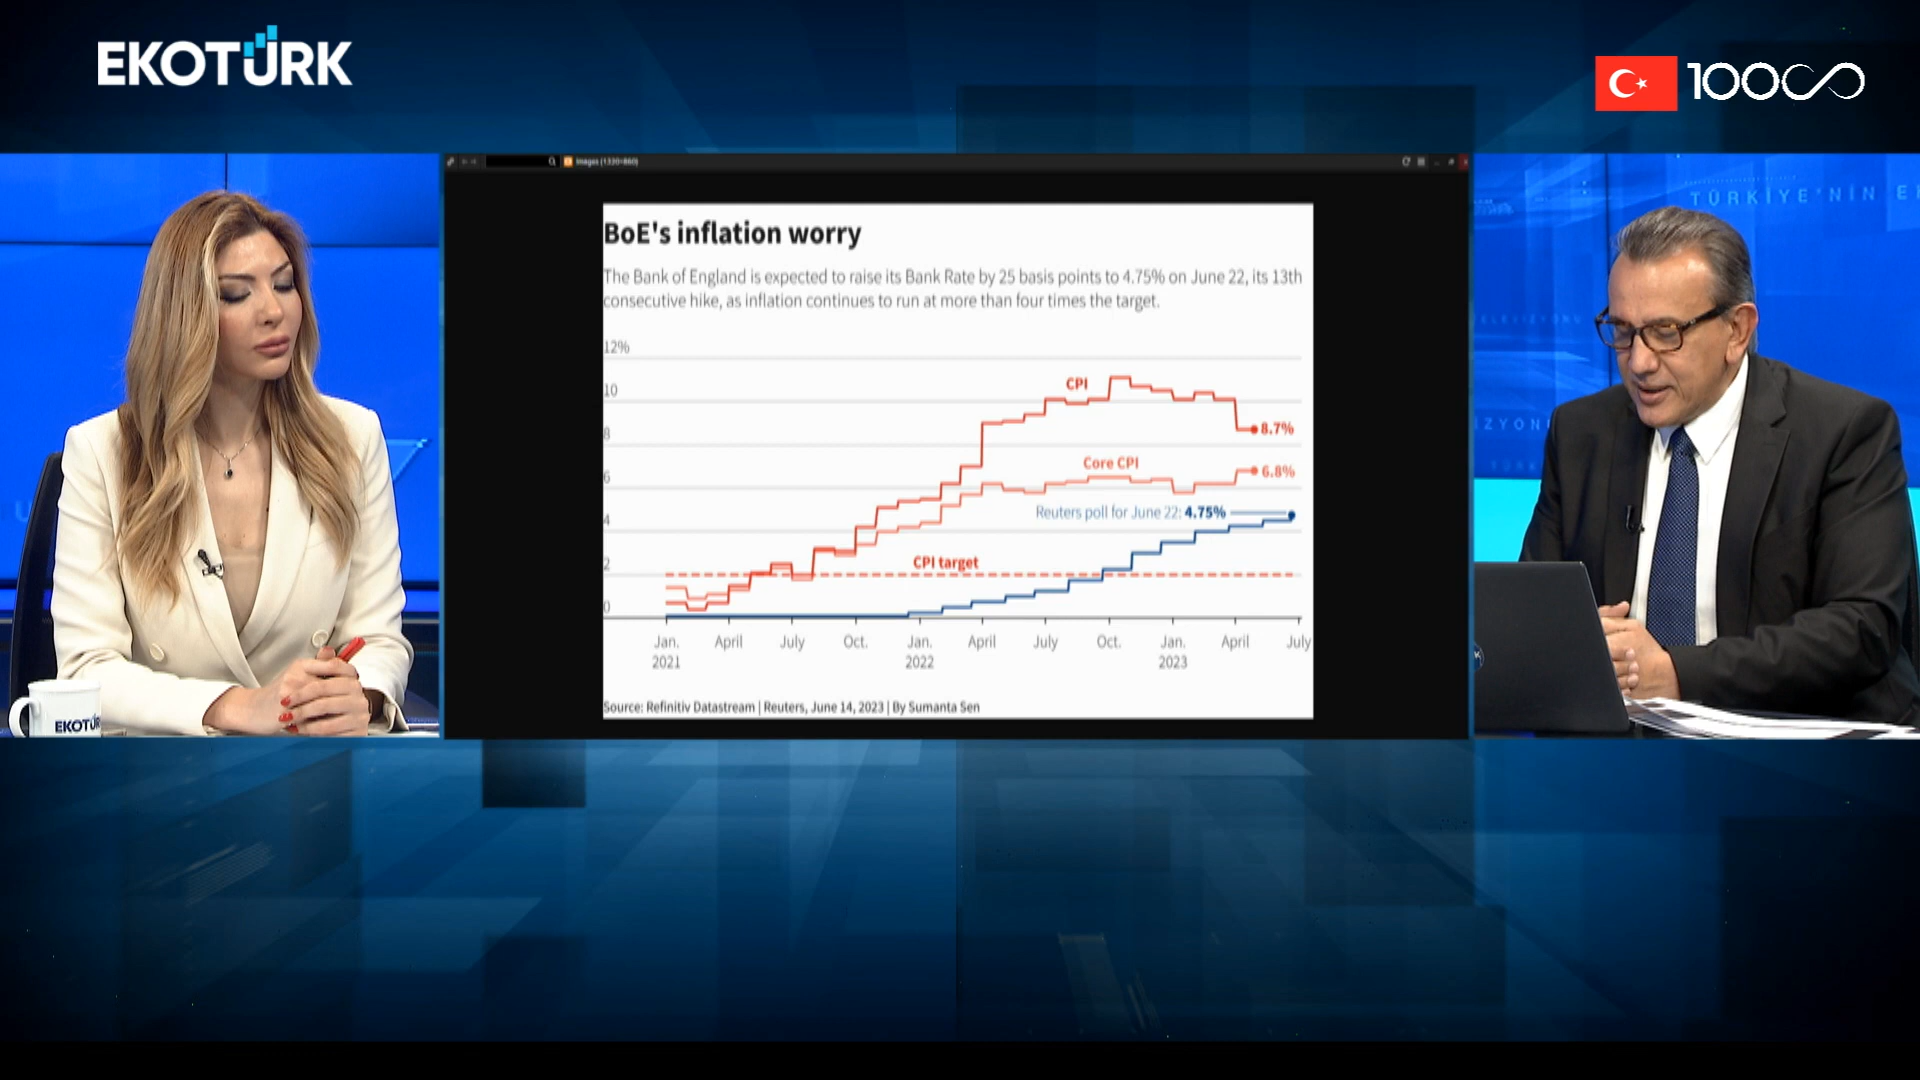 EKOTÜRK
100
Images (1330×860)
TÜRKİYE'NİN E
BoE's inflation worry
The Bank of England is expected to raise its Bank Rate by 25 basis points to 4.75% on June 22, its 13th
consecutive hike, as inflation continues to run at more than four times the target.
12%
10
8
6
4
2
0
CPI
8.7%
Core CPI
6.8%
Reuters poll for June 22: 4.75%
CPI target
Jan. April July Oct. Jan. April July Oct. Jan. April July
2021 2022 2023
Source: Refinitiv Datastream | Reuters, June 14, 2023 | By Sumanta Sen
EKOTÜR